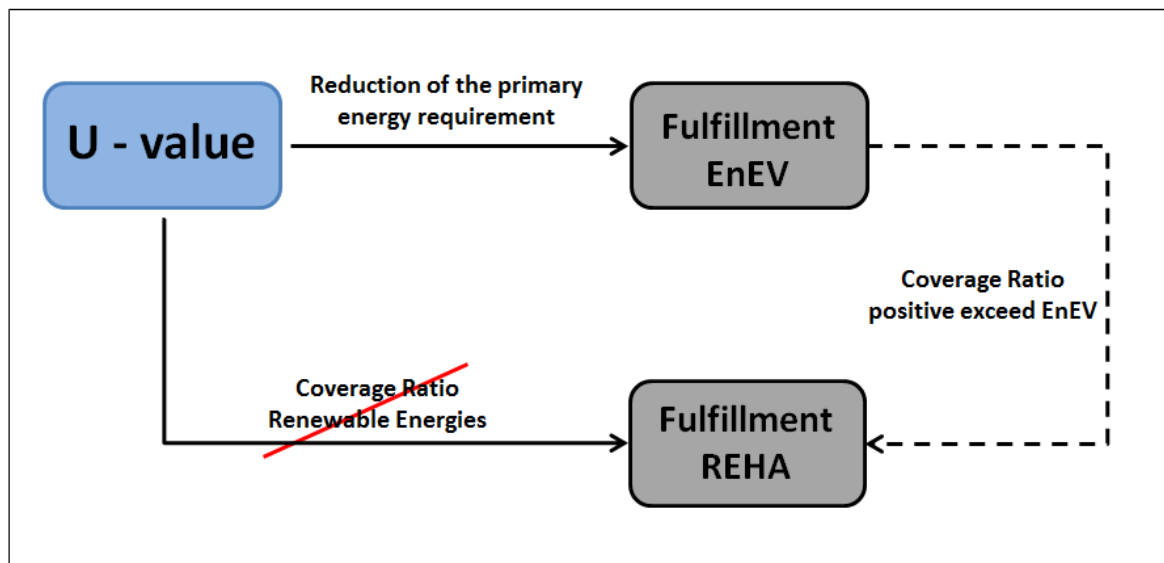 Reduction of the primary
energy requirement
U - value
Fulfillment
EnEV
Coverage Ratio
positive exceed EnEV
Coverage Ratio
Renewable Energies
Fulfillment
REHA